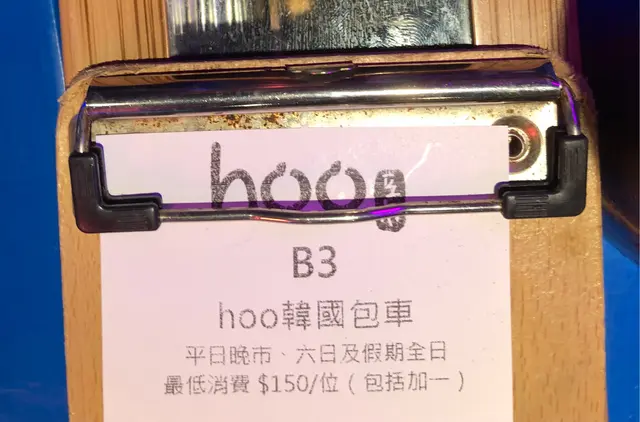 hoo
B3
hoo韓國包車
平日晚市、六日及假期全日
最低消費 $150/位 ( 包括加一 )